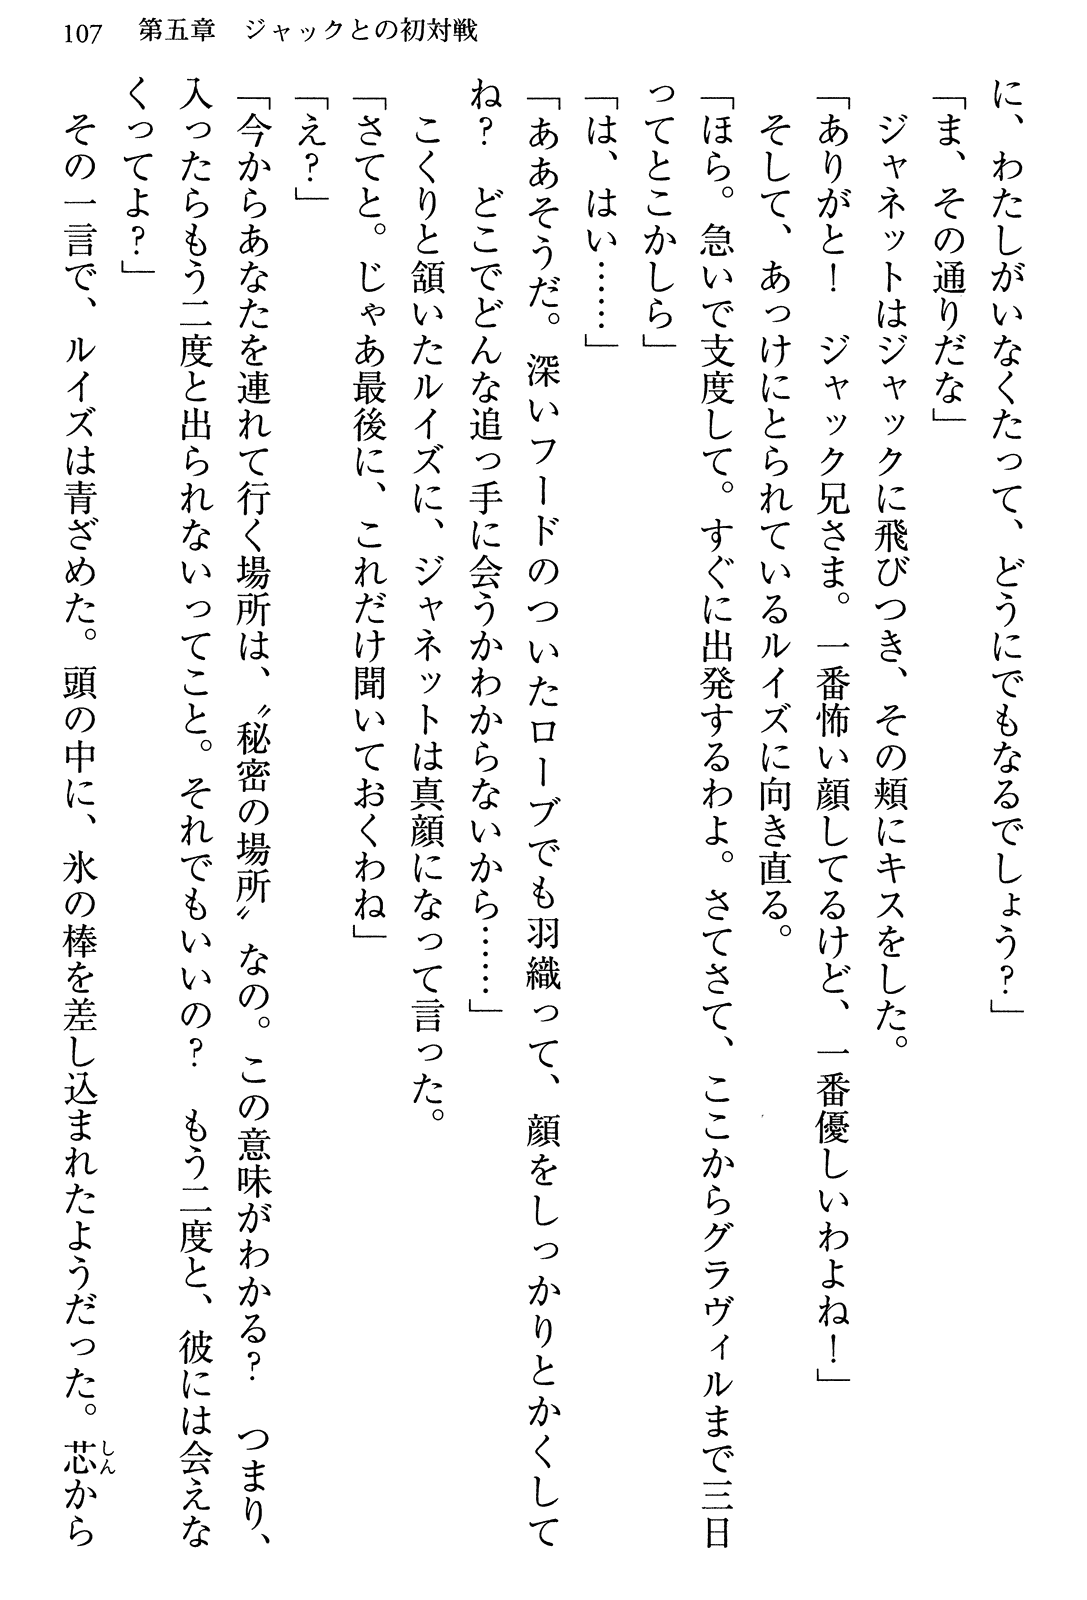 107　第五章　ジャックとの初対戦
に、わたしがいなくたって、どうにでもなるでしょう？」
「ま、その通りだな」
　ジャネットはジャックに飛びつき、その頬にキスをした。
「ありがと！　ジャック兄さま。一番怖い顔してるけど、一番優しいわよね！」
　そして、あっけにとられているルイズに向き直る。
「ほら。急いで支度して。すぐに出発するわよ。さてさて、ここからグラヴィルまで三日
ってとこかしら」
「は、はい……」
「ああそうだ。深いフードのついたローブでも羽織って、顔をしっかりとかくして
ね？　どこでどんな追っ手に会うかわからないから……」
　こくりと頷いたルイズに、ジャネットは真顔になって言った。
「さてと。じゃあ最後に、これだけ聞いておくわね」
「え？」
「今からあなたを連れて行く場所は、〝秘密の場所〟なの。この意味がわかる？　つまり、
入ったらもう二度と出られないってこと。それでもいいの？　もう二度と、彼には会えな
くってよ？」
　その一言で、ルイズは青ざめた。頭の中に、氷の棒を差し込まれたようだった。芯から
しん